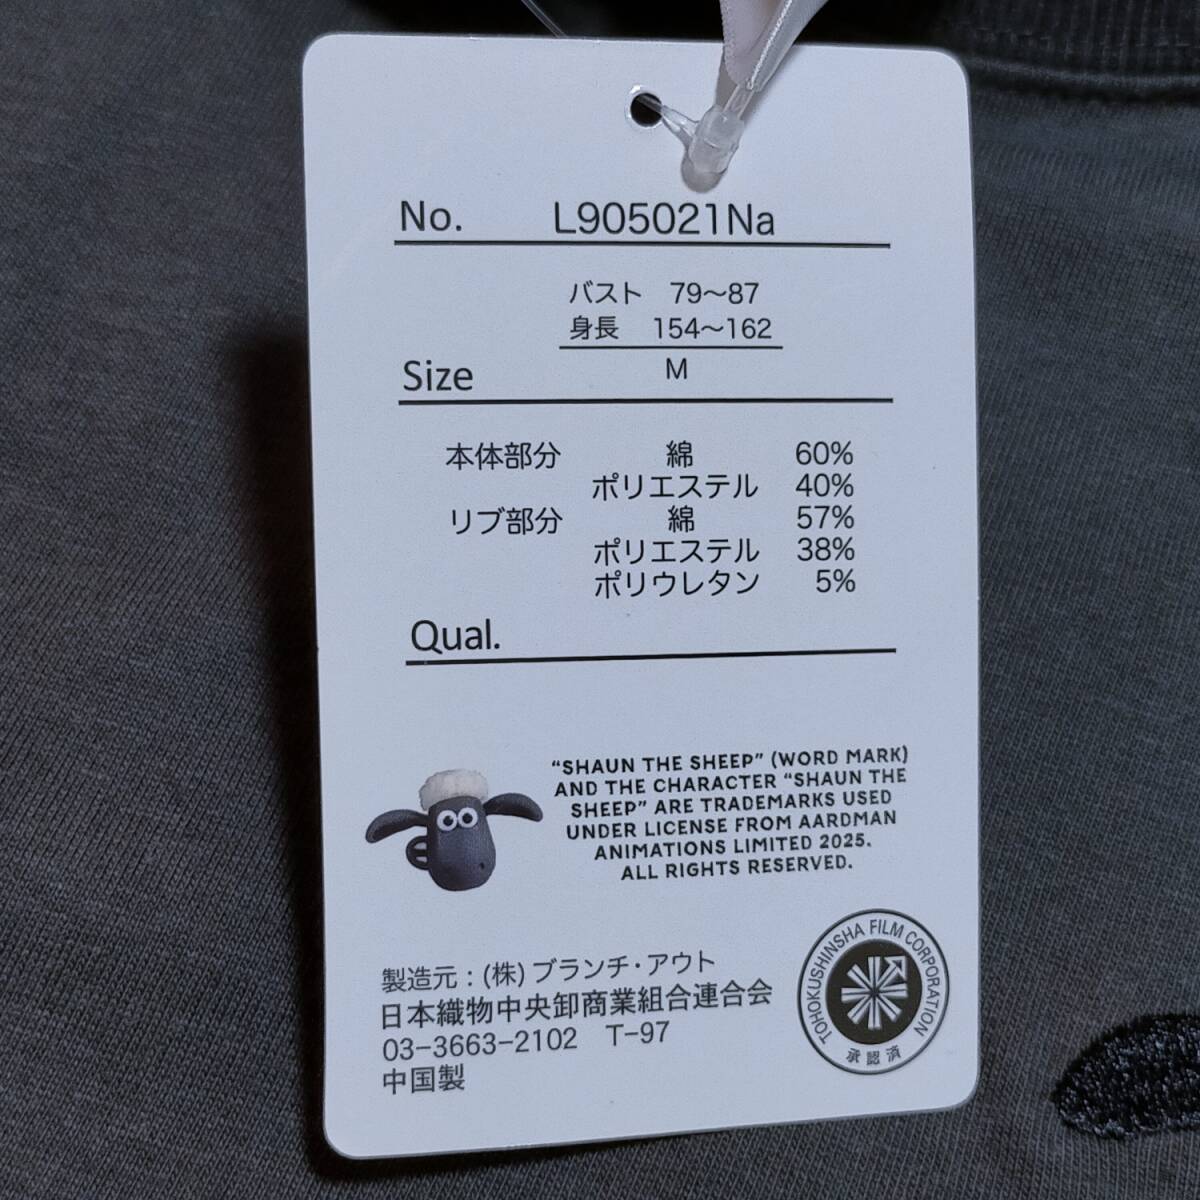 No. L905021Na
バスト 79〜87
身長 154〜162
Size M
本体部分 綿 60%
ポリエステル 40%
リブ部分 綿 57%
ポリエステル 38%
ポリウレタン 5%
Qual.
“SHAUN THE SHEEP” (WORD MARK)
AND THE CHARACTER “SHAUN THE
SHEEP” ARE TRADEMARKS USED
UNDER LICENSE FROM AARDMAN
ANIMATIONS LIMITED 2025.
ALL RIGHTS RESERVED.
製造元：(株)ブランチ・アウト
日本織物中央卸商業組合連合会
03-3663-2102 T-97
中国製
TOHOKUSHINSHA FILM CORPORATION
承認済